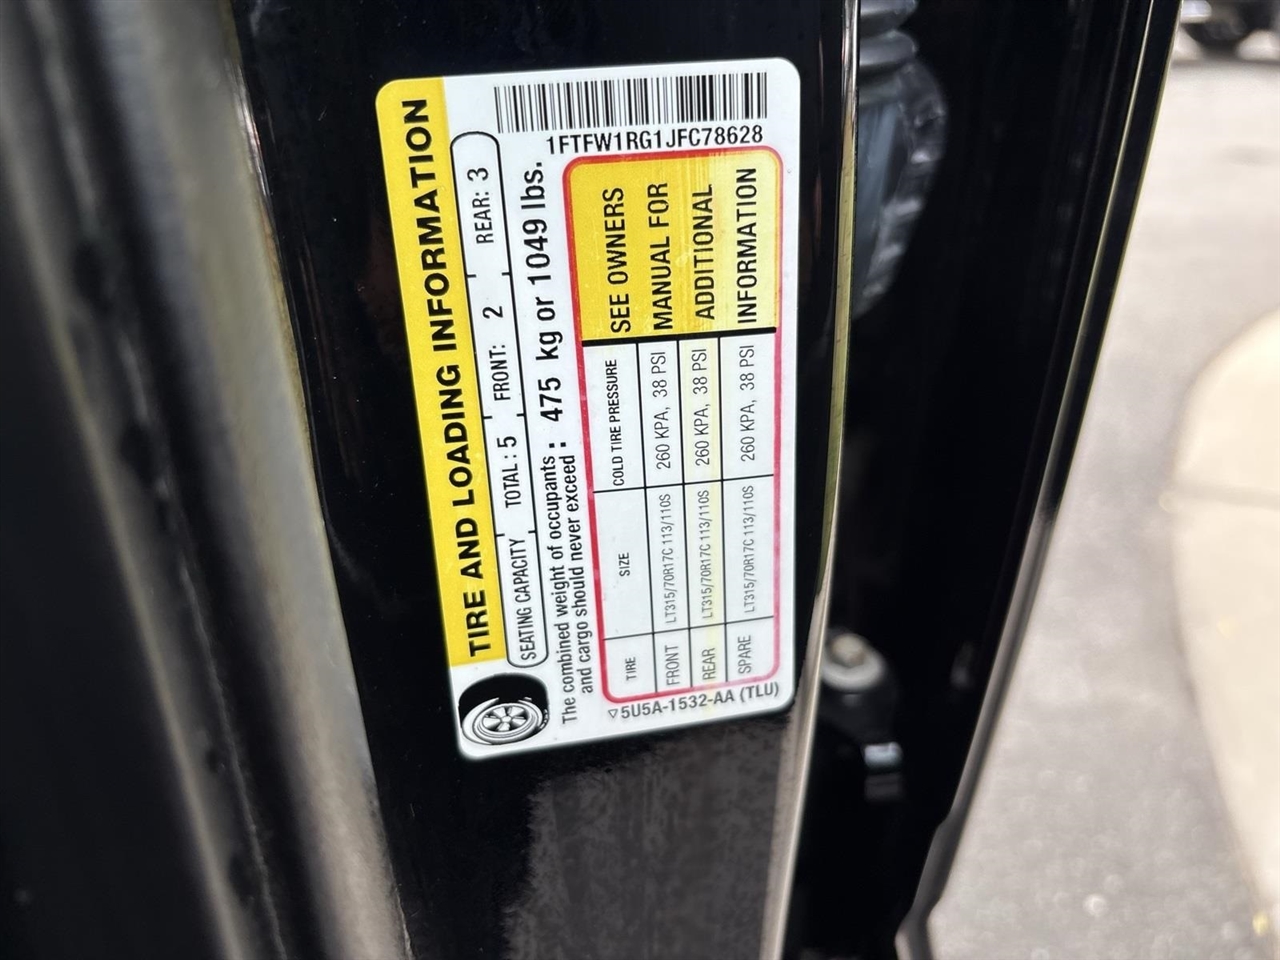 TIRE AND LOADING INFORMATION
SEATING CAPACITY TOTAL: 5 FRONT: 2 REAR: 3
The combined weight of occupants and cargo should never exceed : 475 kg or 1049 lbs.
1FTFW1RG1JFC78628
TIRE SIZE COLD TIRE PRESSURE
FRONT LT315/70R17C 113/110S 260 KPA, 38 PSI
REAR LT315/70R17C 113/110S 260 KPA, 38 PSI
SPARE LT315/70R17C 113/110S 260 KPA, 38 PSI
SEE OWNERS
MANUAL FOR
ADDITIONAL
INFORMATION
▽5U5A-1532-AA (TLU)